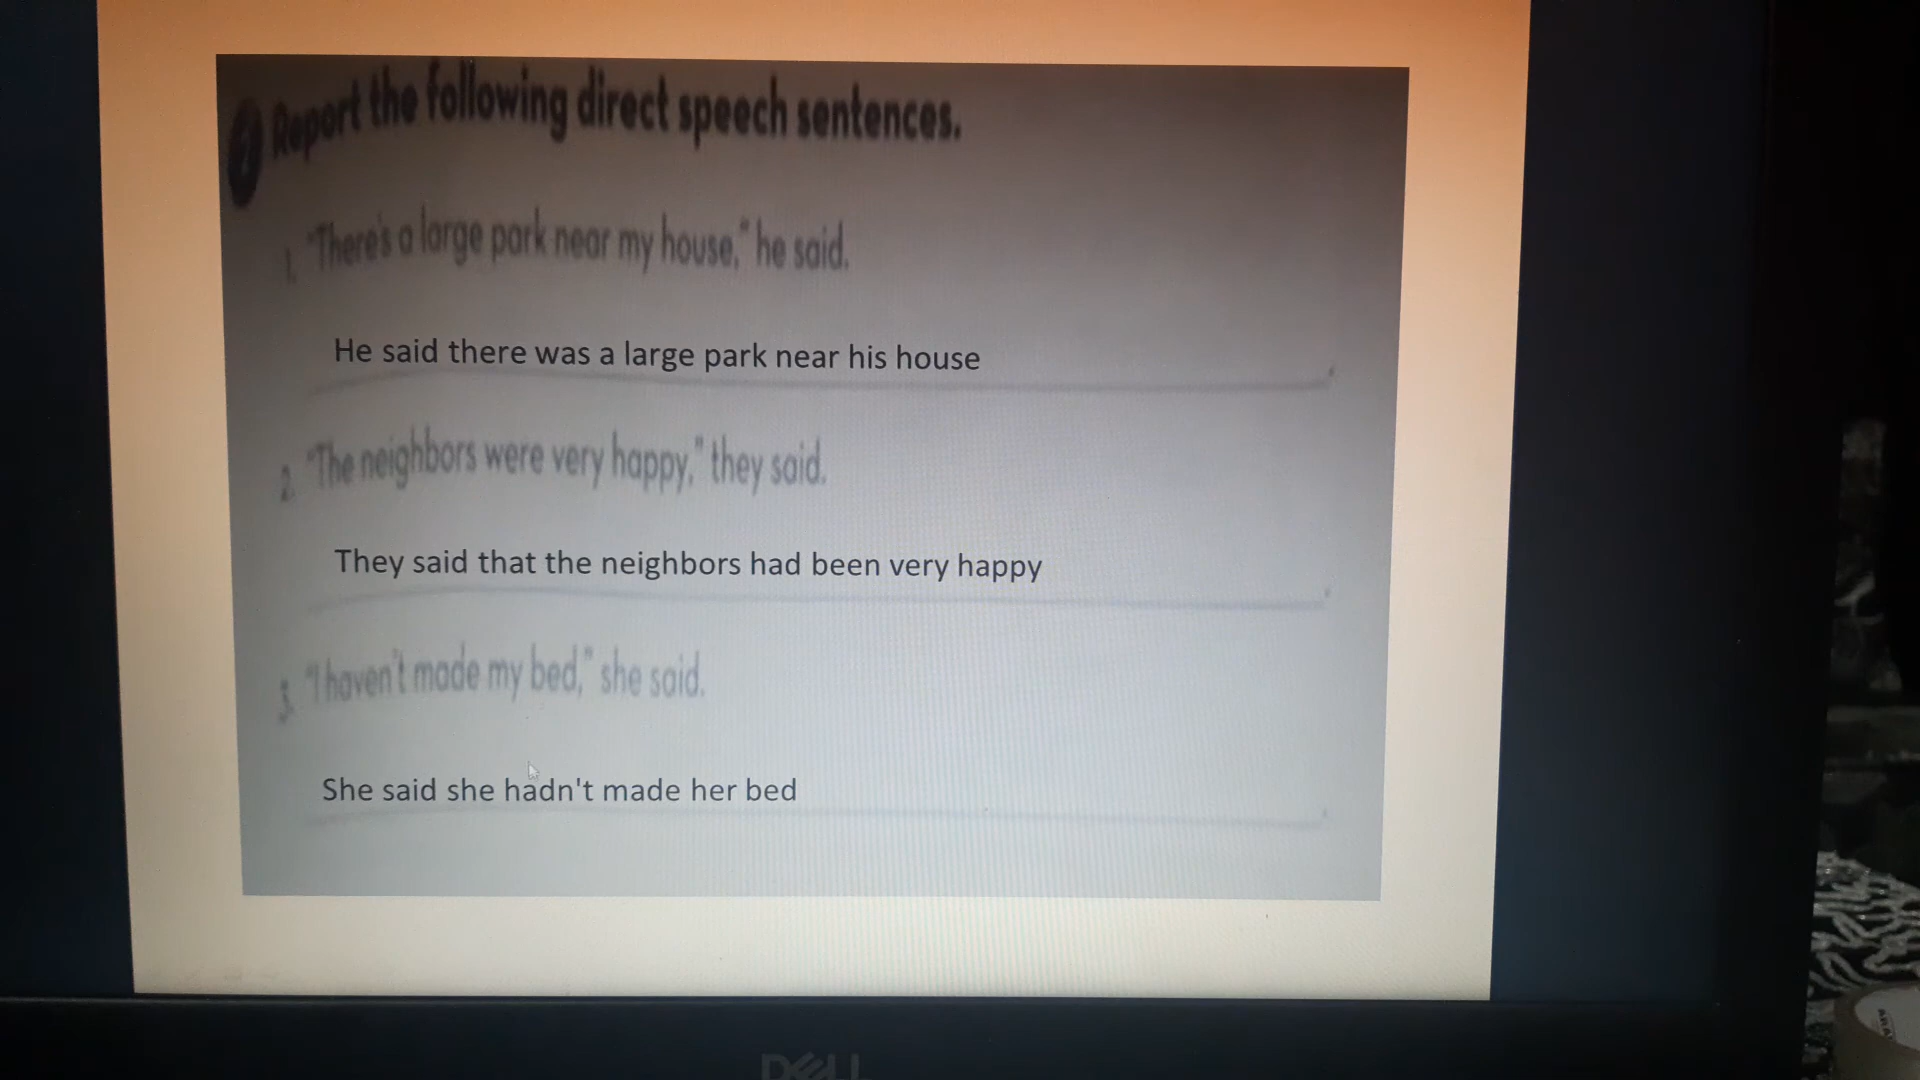 Report the following direct speech sentences.
1. "There's a large park near my house," he said.
He said there was a large park near his house
2. "The neighbors were very happy," they said.
They said that the neighbors had been very happy
3. "I haven't made my bed," she said.
She said she hadn't made her bed
DELL